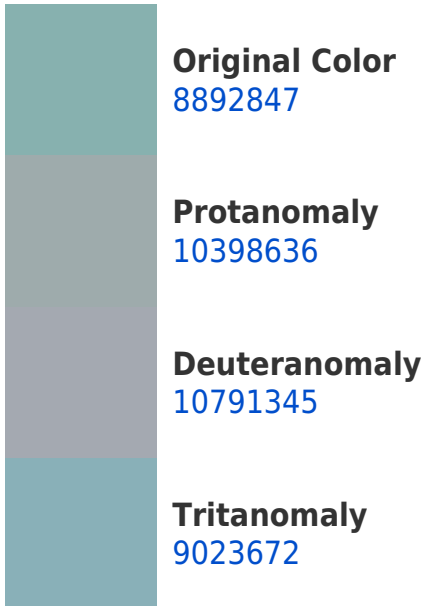 Original Color
8892847
Protanomaly
10398636
Deuteranomaly
10791345
Tritanomaly
9023672